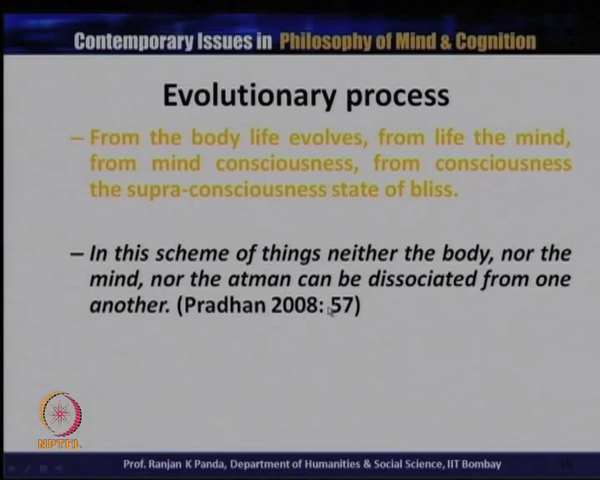 Contemporary Issues in Philosophy of Mind & Cognition
Evolutionary process
– From the body life evolves, from life the mind,
from mind consciousness, from consciousness
the supra-consciousness state of bliss.
– In this scheme of things neither the body, nor the
mind, nor the atman can be dissociated from one
another. (Pradhan 2008: 57)
NPTEL
Prof. Ranjan K Panda, Department of Humanities & Social Science, IIT Bombay